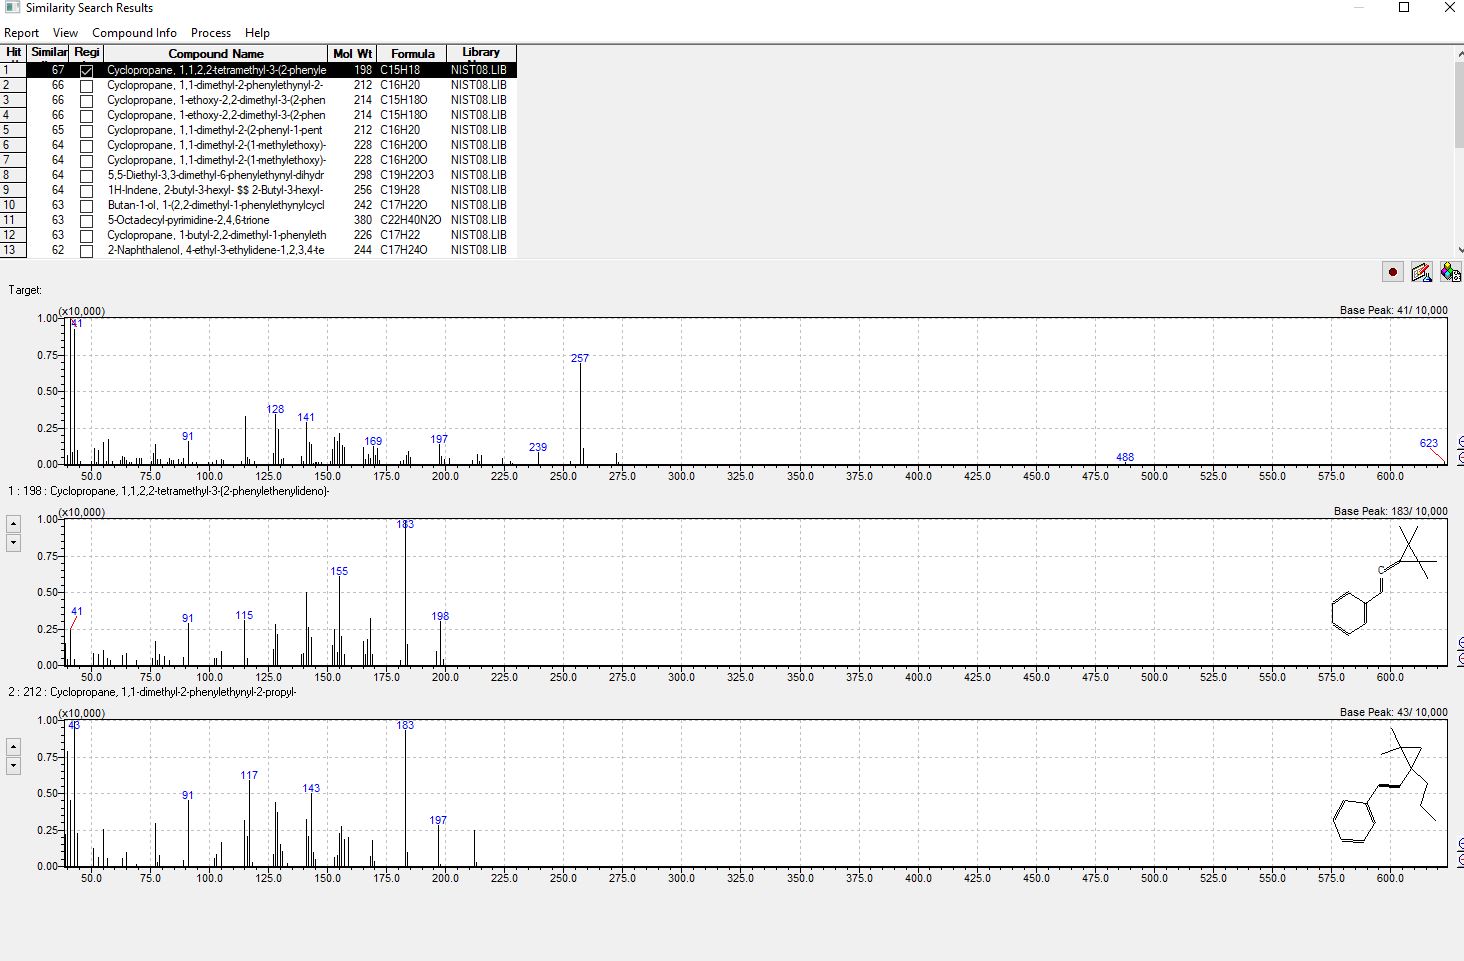 Similarity Search Results
Report View Compound Info Process Help
Hit Similar Regi Compound Name Mol Wt Formula Library
1 67 Cyclopropane, 1,1,2,2-tetramethyl-3-(2-phenyle 198 C15H18 NIST08.LIB
2 66 Cyclopropane, 1,1-dimethyl-2-phenylethynyl-2- 212 C16H20 NIST08.LIB
3 66 Cyclopropane, 1-ethoxy-2,2-dimethyl-3-(2-phen 214 C15H18O NIST08.LIB
4 66 Cyclopropane, 1-ethoxy-2,2-dimethyl-3-(2-phen 214 C15H18O NIST08.LIB
5 65 Cyclopropane, 1,1-dimethyl-2-(2-phenyl-1-pent 212 C16H20 NIST08.LIB
6 64 Cyclopropane, 1,1-dimethyl-2-(1-methylethoxy)- 228 C16H20O NIST08.LIB
7 64 Cyclopropane, 1,1-dimethyl-2-(1-methylethoxy)- 228 C16H20O NIST08.LIB
8 64 5,5-Diethyl-3,3-dimethyl-6-phenylethynyl-dihydr 298 C19H22O3 NIST08.LIB
9 64 1H-Indene, 2-butyl-3-hexyl- $$ 2-Butyl-3-hexyl- 256 C19H28 NIST08.LIB
10 63 Butan-1-ol, 1-(2,2-dimethyl-1-phenylethynylcycl 242 C17H22O NIST08.LIB
11 63 5-Octadecyl-pyrimidine-2,4,6-trione 380 C22H40N2O NIST08.LIB
12 63 Cyclopropane, 1-butyl-2,2-dimethyl-1-phenyleth 226 C17H22 NIST08.LIB
13 62 2-Naphthalenol, 4-ethyl-3-ethylidene-1,2,3,4-te 244 C17H24O NIST08.LIB
Target:
(x10,000) Base Peak: 41/ 10,000
1.00 41
0.75 257
0.50
128 141
0.25 91 169 197 239 623
0.00 488
50.0 75.0 100.0 125.0 150.0 175.0 200.0 225.0 250.0 275.0 300.0 325.0 350.0 375.0 400.0 425.0 450.0 475.0 500.0 525.0 550.0 575.0 600.0
1 : 198 : Cyclopropane, 1,1,2,2-tetramethyl-3-(2-phenylethenylideno)-
(x10,000) Base Peak: 183/ 10,000
1.00 183
0.75
155 C
0.50
41 91 115 198
0.25
0.00
50.0 75.0 100.0 125.0 150.0 175.0 200.0 225.0 250.0 275.0 300.0 325.0 350.0 375.0 400.0 425.0 450.0 475.0 500.0 525.0 550.0 575.0 600.0
2 : 212 : Cyclopropane, 1,1-dimethyl-2-phenylethynyl-2-propyl-
(x10,000) Base Peak: 43/ 10,000
1.00 43 183
0.75
117
0.50 91 143
197
0.25
0.00
50.0 75.0 100.0 125.0 150.0 175.0 200.0 225.0 250.0 275.0 300.0 325.0 350.0 375.0 400.0 425.0 450.0 475.0 500.0 525.0 550.0 575.0 600.0